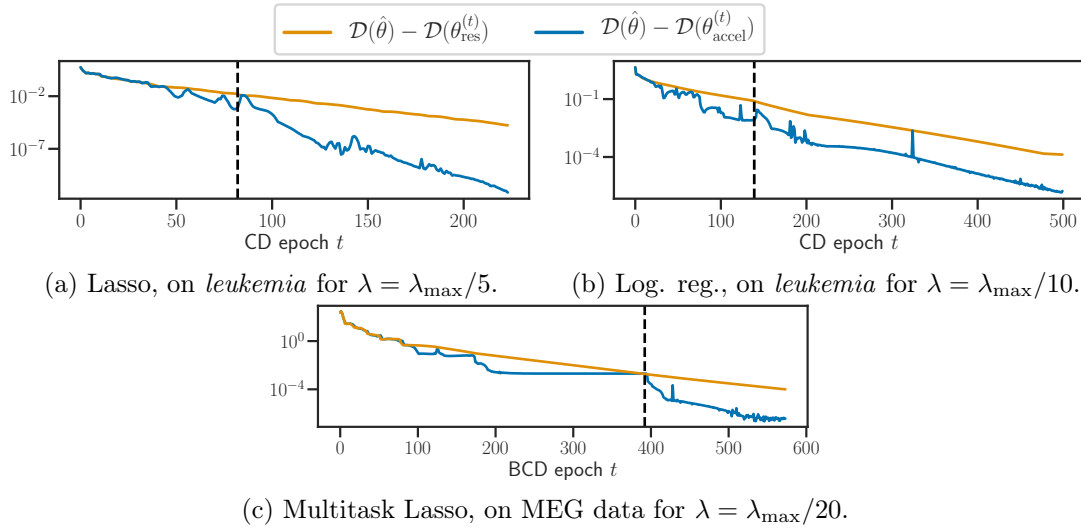 𝒟(θ̂) − 𝒟(θ_res^(t)) 𝒟(θ̂) − 𝒟(θ_accel^(t))
10⁻²
10⁻⁷
0 50 100 150 200
CD epoch t
10⁻¹
10⁻⁴
0 100 200 300 400 500
CD epoch t
(a) Lasso, on leukemia for λ = λ_max/5.
(b) Log. reg., on leukemia for λ = λ_max/10.
10⁰
10⁻⁴
0 100 200 300 400 500 600
BCD epoch t
(c) Multitask Lasso, on MEG data for λ = λ_max/20.